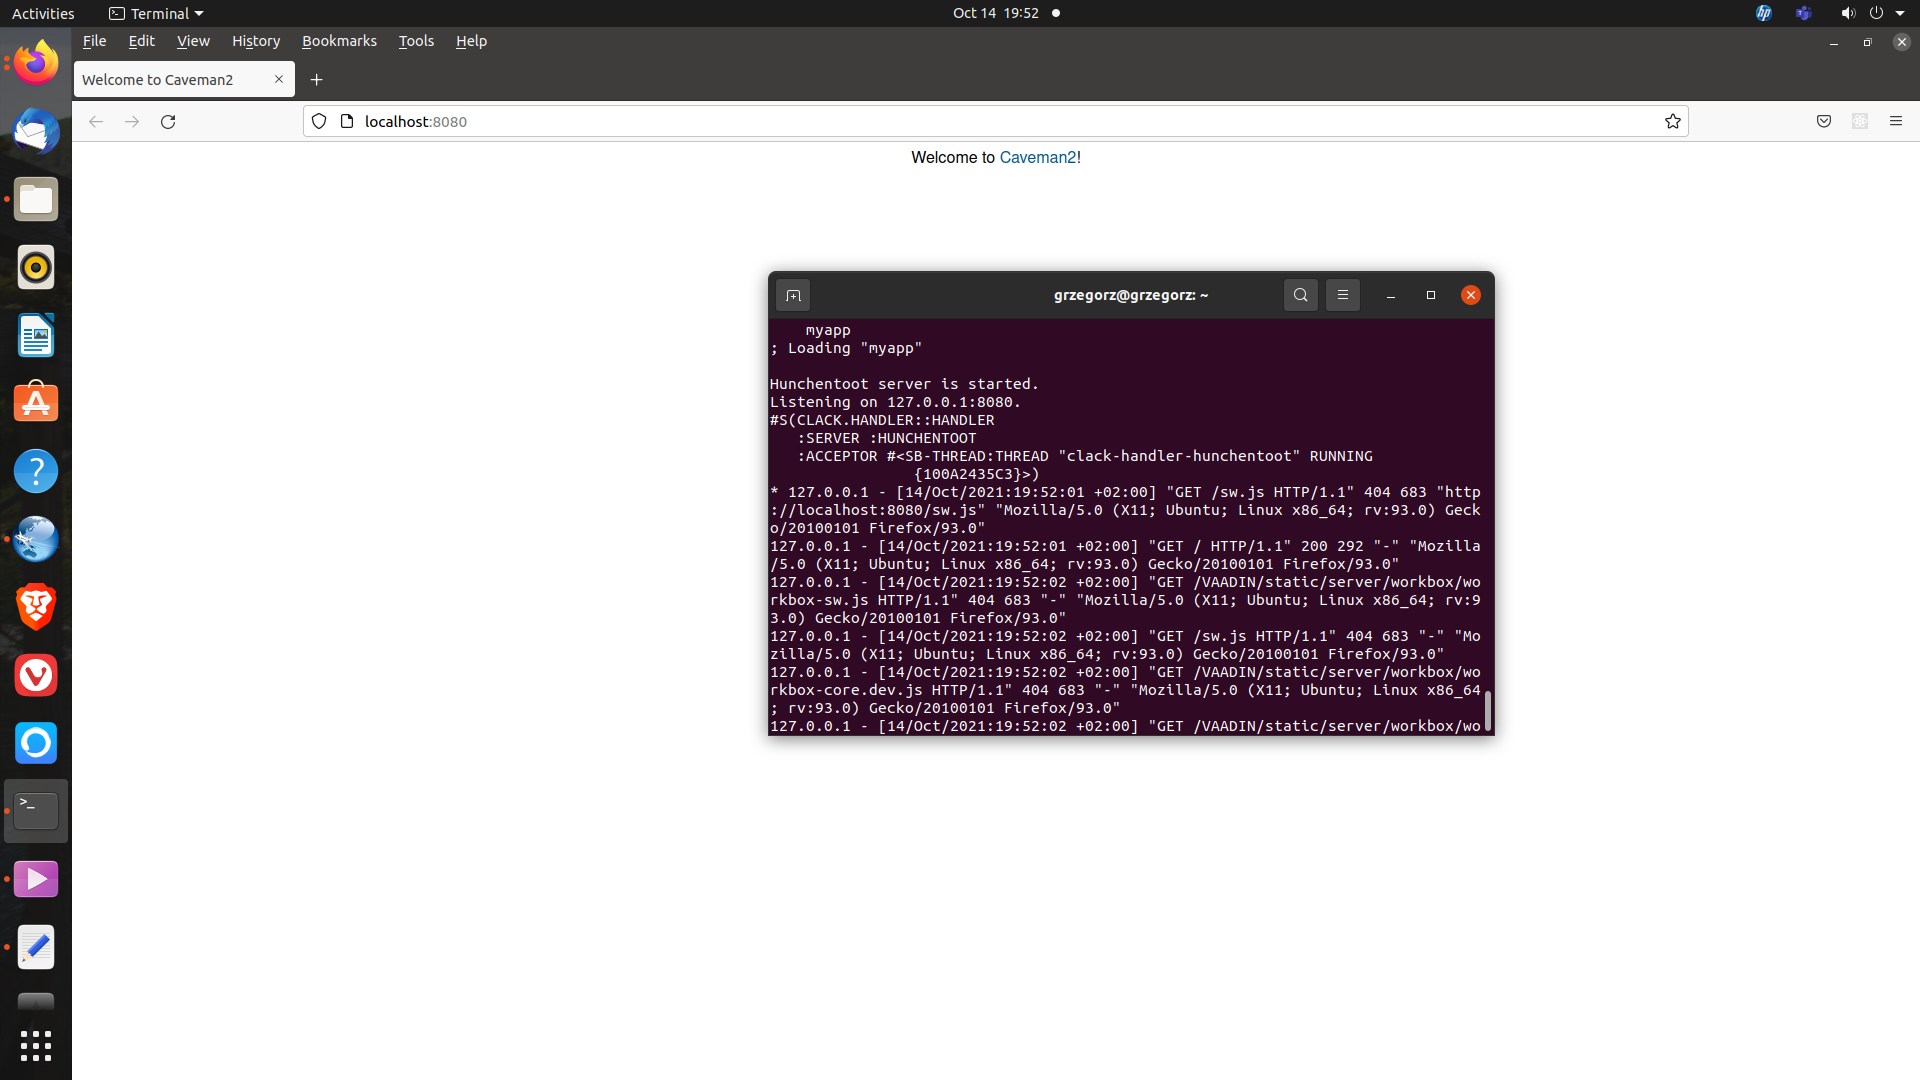 Activities
Terminal
Oct 14 19:52
hp
File Edit View History Bookmarks Tools Help
Welcome to Caveman2
localhost:8080
Welcome to Caveman2!
grzegorz@grzegorz: ~
myapp
; Loading "myapp"
Hunchentoot server is started.
Listening on 127.0.0.1:8080.
#S(CLACK.HANDLER::HANDLER
:SERVER :HUNCHENTOOT
:ACCEPTOR #<SB-THREAD:THREAD "clack-handler-hunchentoot" RUNNING
{100A2435C3}>)
* 127.0.0.1 - [14/Oct/2021:19:52:01 +02:00] "GET /sw.js HTTP/1.1" 404 683 "http
://localhost:8080/sw.js" "Mozilla/5.0 (X11; Ubuntu; Linux x86_64; rv:93.0) Geck
o/20100101 Firefox/93.0"
127.0.0.1 - [14/Oct/2021:19:52:01 +02:00] "GET / HTTP/1.1" 200 292 "-" "Mozilla
/5.0 (X11; Ubuntu; Linux x86_64; rv:93.0) Gecko/20100101 Firefox/93.0"
127.0.0.1 - [14/Oct/2021:19:52:02 +02:00] "GET /VAADIN/static/server/workbox/wo
rkbox-sw.js HTTP/1.1" 404 683 "-" "Mozilla/5.0 (X11; Ubuntu; Linux x86_64; rv:9
3.0) Gecko/20100101 Firefox/93.0"
127.0.0.1 - [14/Oct/2021:19:52:02 +02:00] "GET /sw.js HTTP/1.1" 404 683 "-" "Mo
zilla/5.0 (X11; Ubuntu; Linux x86_64; rv:93.0) Gecko/20100101 Firefox/93.0"
127.0.0.1 - [14/Oct/2021:19:52:02 +02:00] "GET /VAADIN/static/server/workbox/wo
rkbox-core.dev.js HTTP/1.1" 404 683 "-" "Mozilla/5.0 (X11; Ubuntu; Linux x86_64
; rv:93.0) Gecko/20100101 Firefox/93.0"
127.0.0.1 - [14/Oct/2021:19:52:02 +02:00] "GET /VAADIN/static/server/workbox/wo